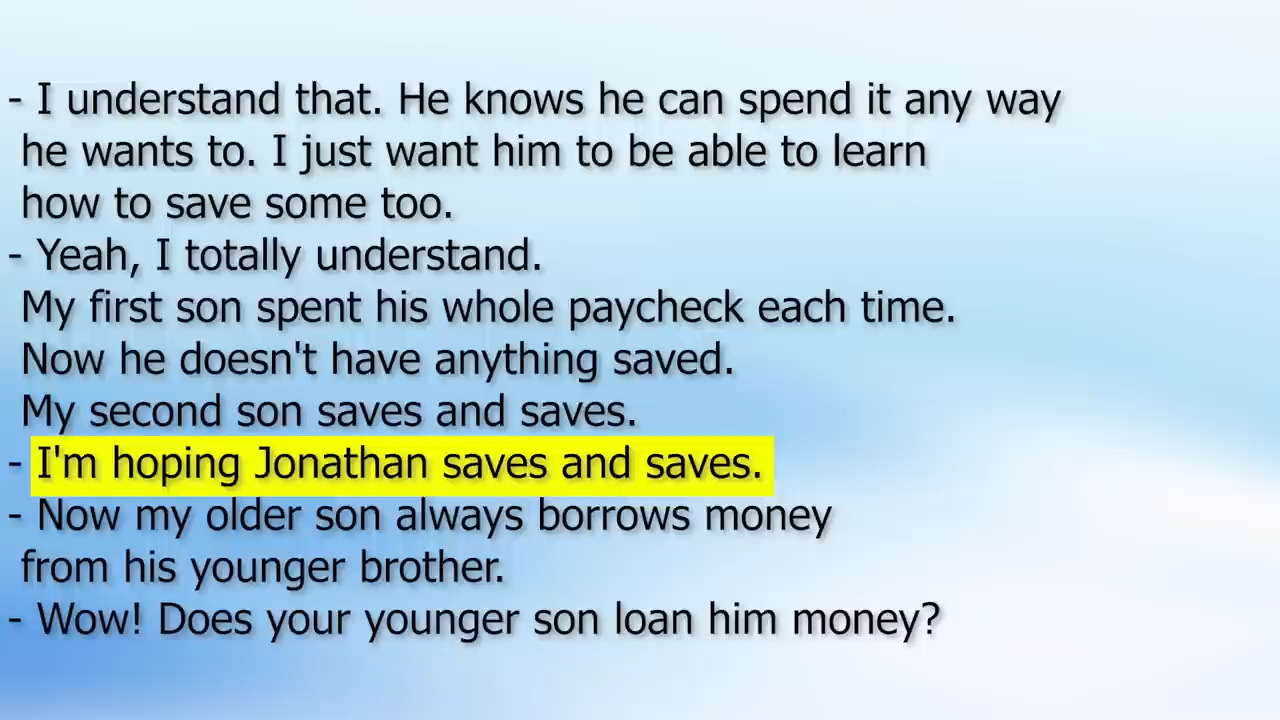 - I understand that. He knows he can spend it any way
he wants to. I just want him to be able to learn
how to save some too.
- Yeah, I totally understand.
My first son spent his whole paycheck each time.
Now he doesn't have anything saved.
My second son saves and saves.
- I'm hoping Jonathan saves and saves.
- Now my older son always borrows money
from his younger brother.
- Wow! Does your younger son loan him money?